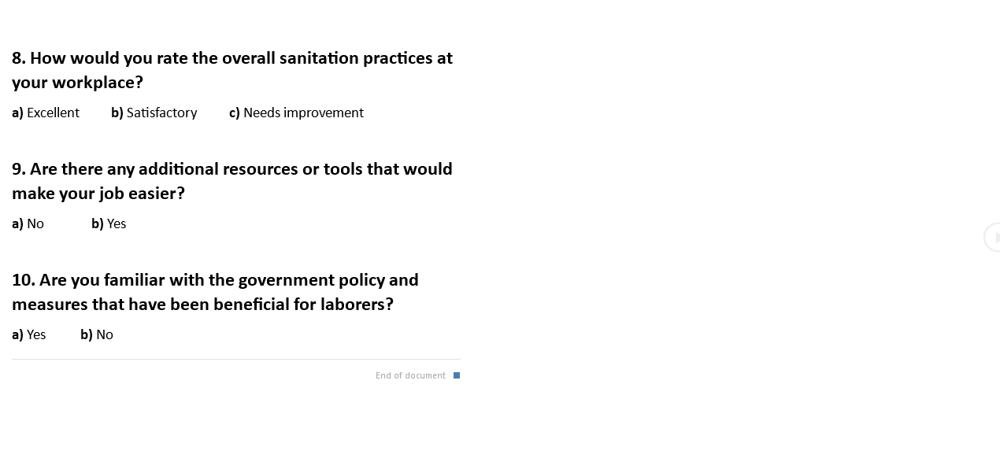 8. How would you rate the overall sanitation practices at
your workplace?
a) Excellent b) Satisfactory c) Needs improvement
9. Are there any additional resources or tools that would
make your job easier?
a) No b) Yes
10. Are you familiar with the government policy and
measures that have been beneficial for laborers?
a) Yes b) No
End of document